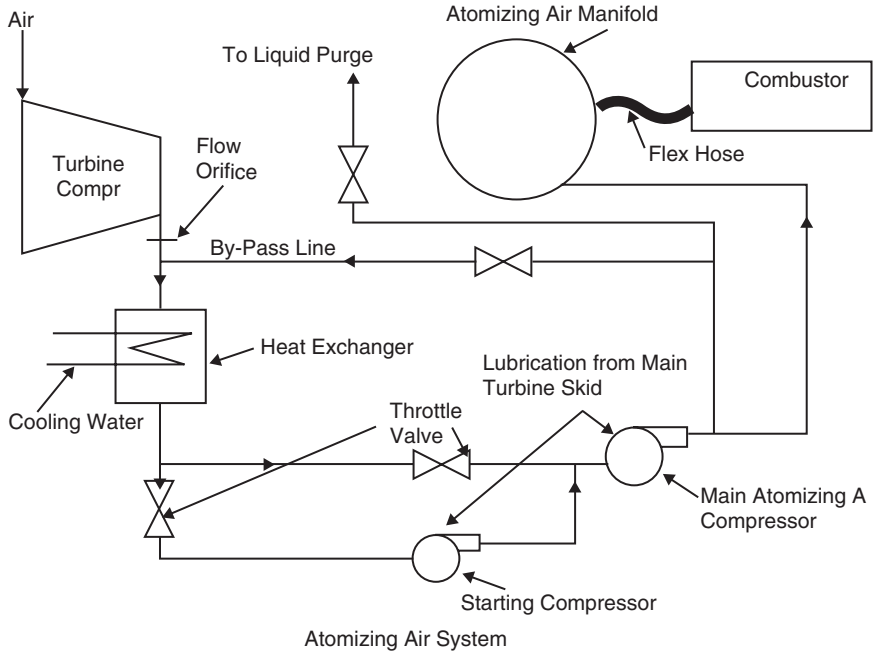 Air
Atomizing Air Manifold
To Liquid Purge
Combustor
Flow
Orifice
Flex Hose
Turbine
Compr
By-Pass Line
Heat Exchanger
Cooling Water
Lubrication from Main
Turbine Skid
Throttle
Valve
Main Atomizing A
Compressor
Starting Compressor
Atomizing Air System